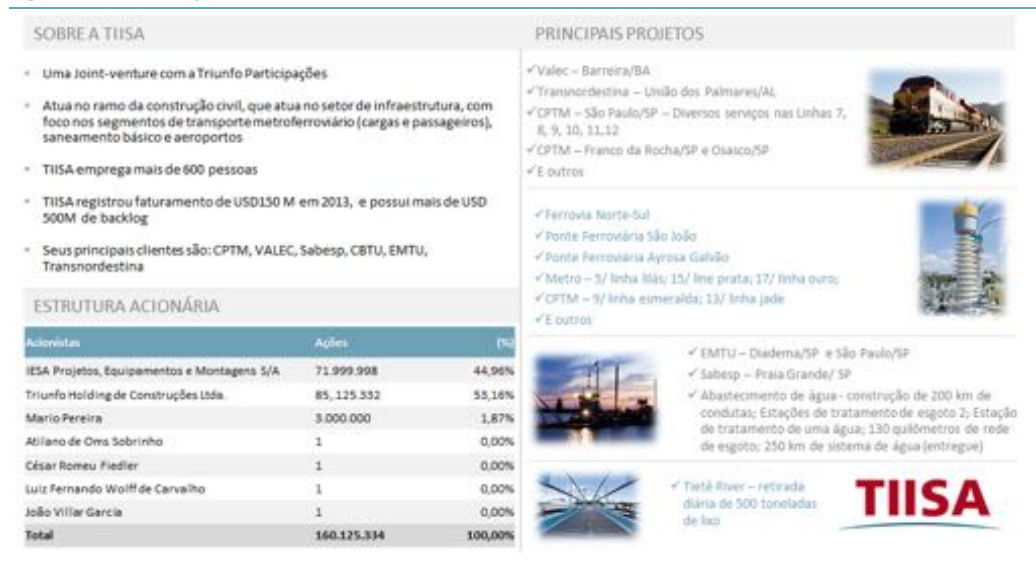 SOBRE A TIISA
Uma Joint-venture com a Triunfo Participações
Atua no ramo da construção civil, que atua no setor de infraestrutura, com
foco nos segmentos de transporte metroferroviário (cargas e passageiros),
saneamento básico e aeroportos
TIISA emprega mais de 600 pessoas
TIISA registrou faturamento de USD150 M em 2013, e possui mais de USD
500M de backlog
Seus principais clientes são: CPTM, VALEC, Sabesp, CBTU, EMTU,
Transnordestina
ESTRUTURA ACIONÁRIA
Acionistas Ações (%)
IESA Projetos, Equipamentos e Montagens S/A 71.999.998 44,96%
Triunfo Holding de Construções Ltda. 85,.125.332 53,16%
Mario Pereira 3.000.000 1,87%
Atilano de Oms Sobrinho 1 0,00%
César Romeu Fiedler 1 0,00%
Luiz Fernando Wolff de Carvalho 1 0,00%
João Villar Garcia 1 0,00%
Total 160.125.334 100,00%
PRINCIPAIS PROJETOS
✓Valec – Barreira/BA
✓Transnordestina – União dos Palmares/AL
✓CPTM – São Paulo/SP – Diversos serviços nas Linhas 7,
8, 9, 10, 11,12
✓CPTM – Franco da Rocha/SP e Osasco/SP
✓E outros
✓Ferrovia Norte-Sul
✓Ponte Ferroviária São João
✓Ponte Ferroviária Ayrosa Galvão
✓Metro – 5/ linha lilás; 15/ line prata; 17/ linha ouro;
✓CPTM – 9/ linha esmeralda; 13/ linha jade
✓E outros
✓ EMTU – Diadema/SP e São Paulo/SP
✓ Sabesp – Praia Grande/ SP
✓ Abastecimento de água - construção de 200 km de
condutas; Estações de tratamento de esgoto 2; Estação
de tratamento de uma água; 130 quilómetros de rede
de esgoto; 250 km de sistema de água (entregue)
✓ Tietê River – retirada
diária de 500 toneladas
de lixo
TIISA